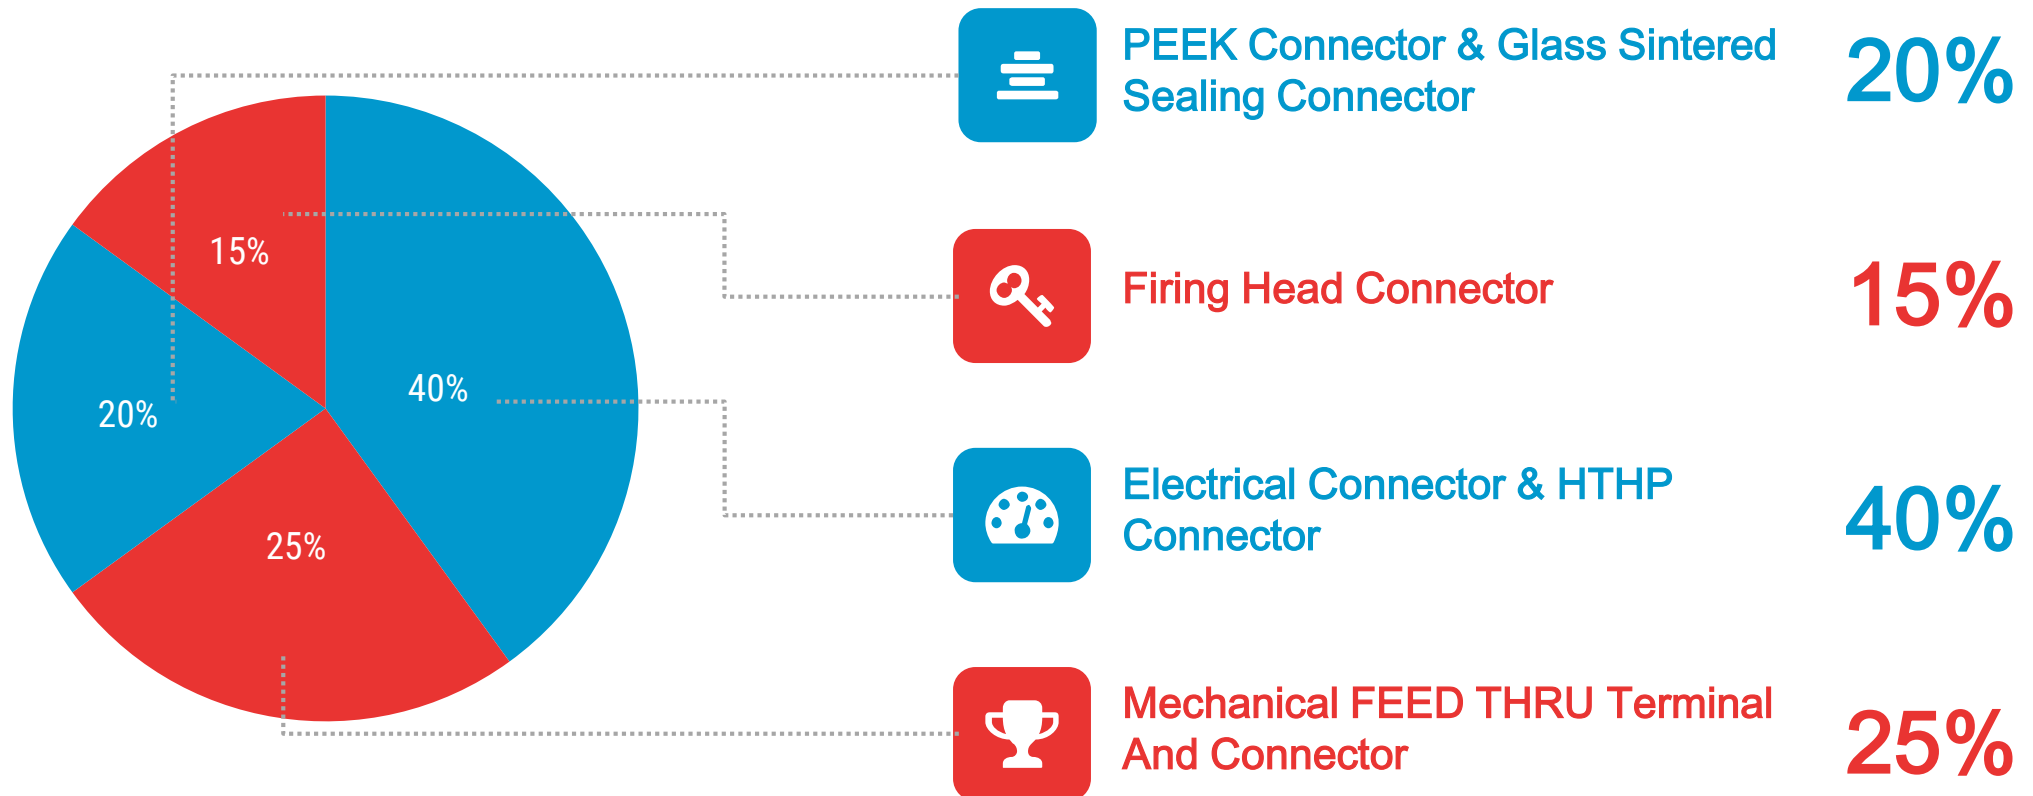 15%
40%
20%
25%
PEEK Connector & Glass Sintered
Sealing Connector
20%
Firing Head Connector
15%
Electrical Connector & HTHP
Connector
40%
Mechanical FEED THRU Terminal
And Connector
25%